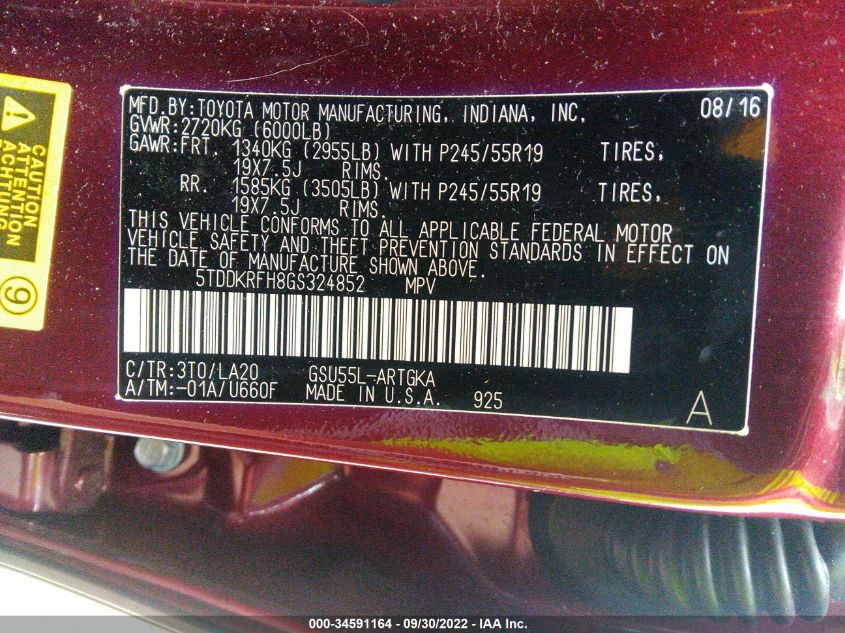 CAUTION
ATTENTION
ACHTUNG
9
MFD.BY:TOYOTA MOTOR MANUFACTURING, INDIANA, INC. 08/16
GVWR:2720KG (6000LB)
GAWR:FRT. 1340KG (2955LB) WITH P245/55R19 TIRES,
19X7.5J RIMS.
RR. 1585KG (3505LB) WITH P245/55R19 TIRES,
19X7.5J RIMS.
THIS VEHICLE CONFORMS TO ALL APPLICABLE FEDERAL MOTOR
VEHICLE SAFETY AND THEFT PREVENTION STANDARDS IN EFFECT ON
THE DATE OF MANUFACTURE SHOWN ABOVE.
5TDDKRFH8GS324852 MPV
C/TR:3T0/LA20 GSU55L-ARTGKA
A/TM:-01A/U660F MADE IN U.S.A. 925
A
000-34591164 - 09/30/2022 - IAA Inc.